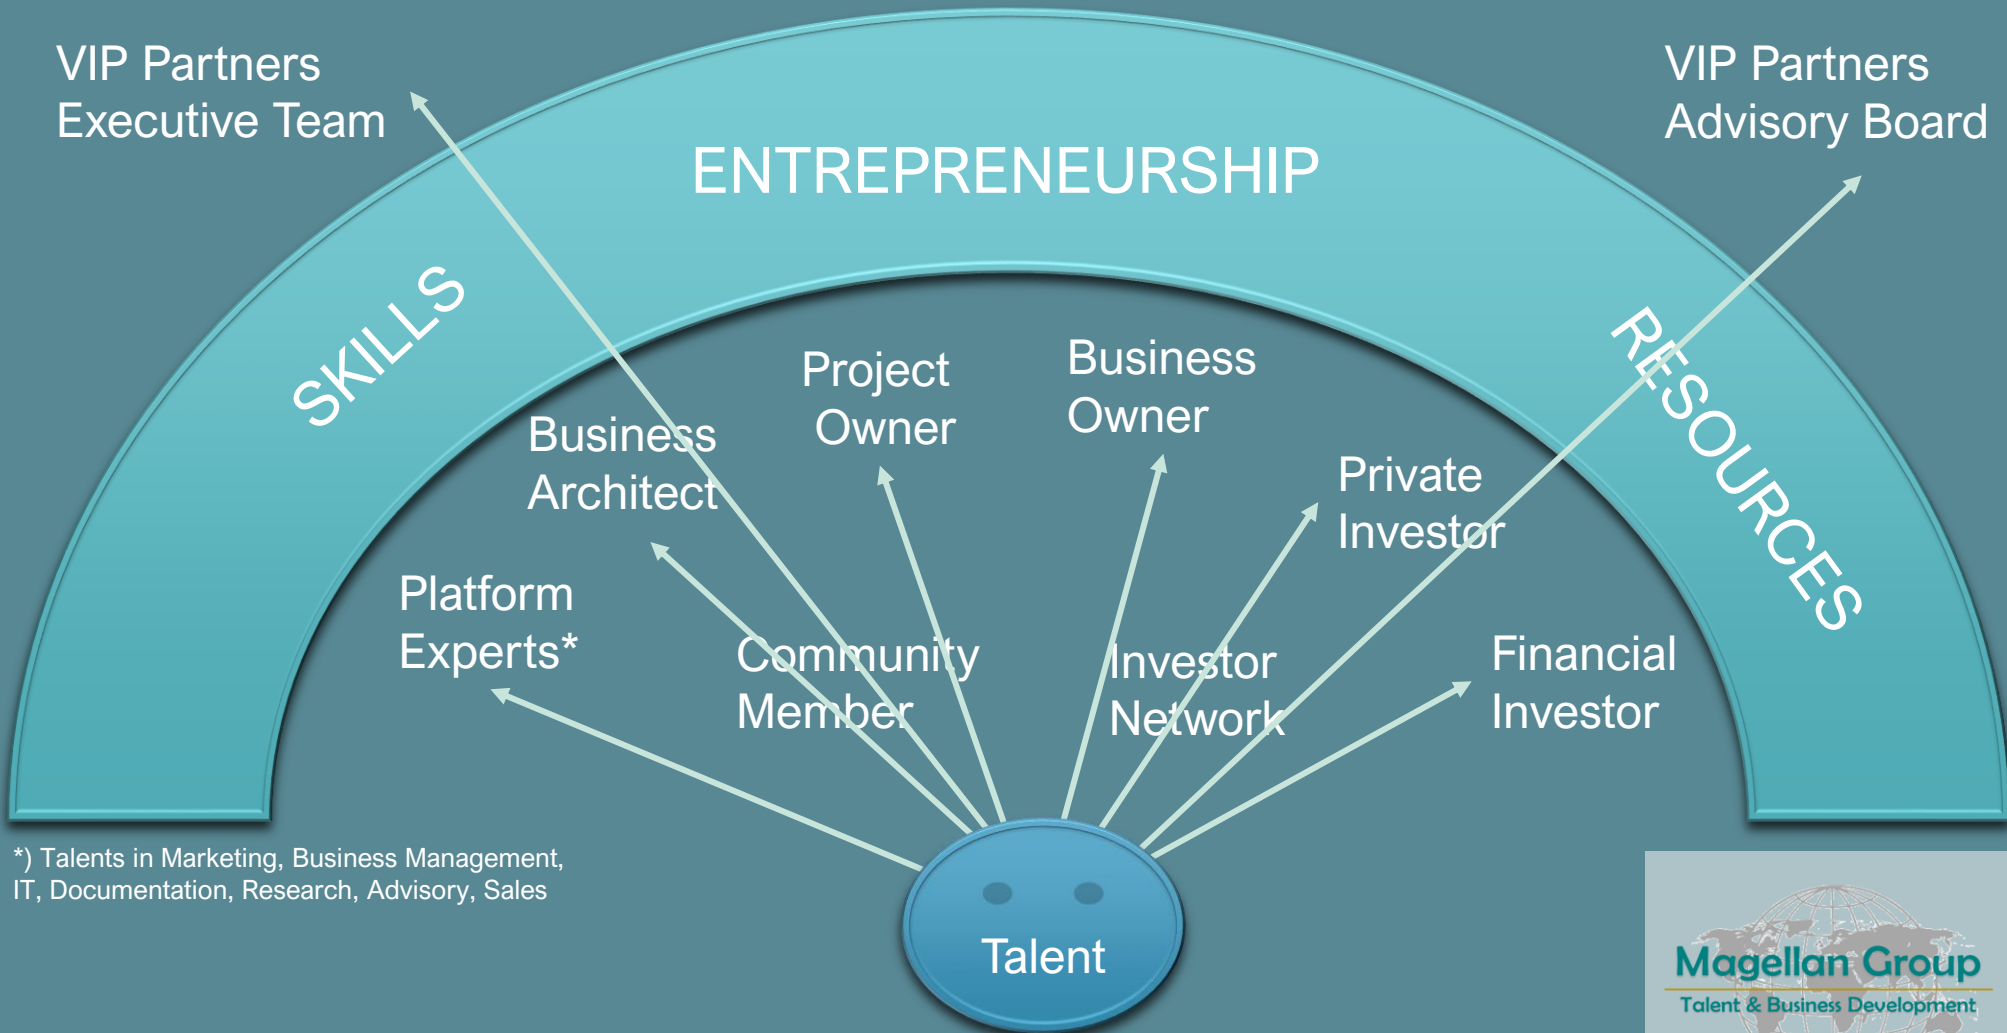 VIP Partners
Executive Team
VIP Partners
Advisory Board
ENTREPRENEURSHIP
SKILLS
RESOURCES
Project
Owner
Business
Owner
Business
Architect
Private
Investor
Platform
Experts*
Community
Member
Investor
Network
Financial
Investor
*) Talents in Marketing, Business Management,
IT, Documentation, Research, Advisory, Sales
Talent
Magellan Group
Talent & Business Development